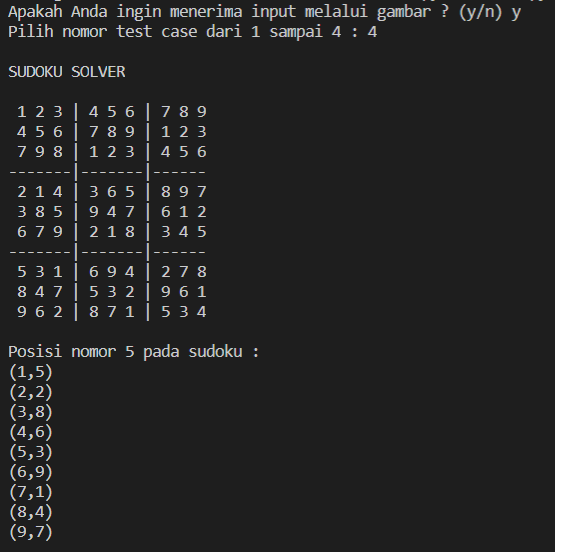 Apakah Anda ingin menerima input melalui gambar ? (y/n) y
Pilih nomor test case dari 1 sampai 4 : 4
SUDOKU SOLVER
1 2 3 | 4 5 6 | 7 8 9
4 5 6 | 7 8 9 | 1 2 3
7 9 8 | 1 2 3 | 4 5 6
-------|-------|------
2 1 4 | 3 6 5 | 8 9 7
3 8 5 | 9 4 7 | 6 1 2
6 7 9 | 2 1 8 | 3 4 5
-------|-------|------
5 3 1 | 6 9 4 | 2 7 8
8 4 7 | 5 3 2 | 9 6 1
9 6 2 | 8 7 1 | 5 3 4
Posisi nomor 5 pada sudoku :
(1,5)
(2,2)
(3,8)
(4,6)
(5,3)
(6,9)
(7,1)
(8,4)
(9,7)